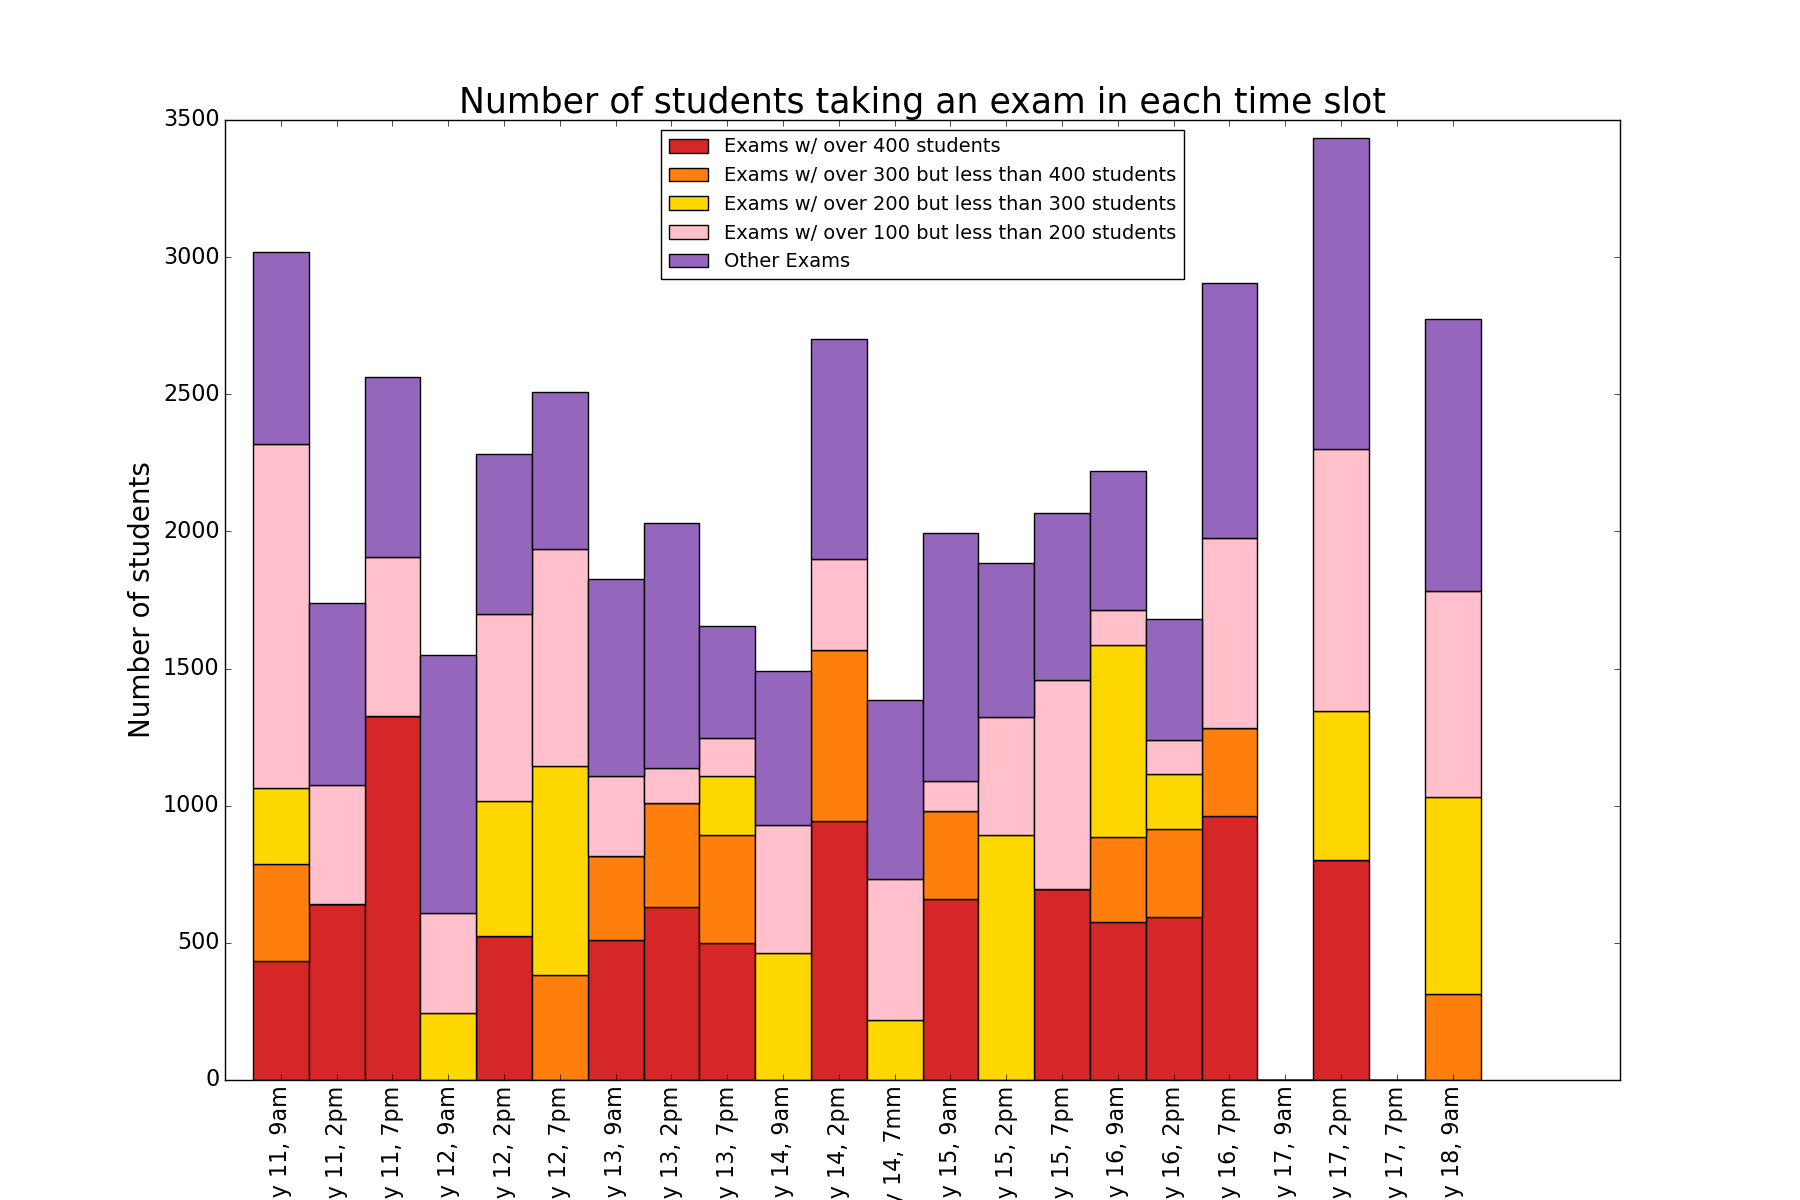 Number of students taking an exam in each time slot
Exams w/ over 400 students
Exams w/ over 300 but less than 400 students
Exams w/ over 200 but less than 300 students
Exams w/ over 100 but less than 200 students
Other Exams
Number of students
3500
3000
2500
2000
1500
1000
500
0
y 11, 9am
y 11, 2pm
y 11, 7pm
y 12, 9am
y 12, 2pm
y 12, 7pm
y 13, 9am
y 13, 2pm
y 13, 7pm
y 14, 9am
y 14, 2pm
y 14, 7mm
y 15, 9am
y 15, 2pm
y 15, 7pm
y 16, 9am
y 16, 2pm
y 16, 7pm
y 17, 9am
y 17, 2pm
y 17, 7pm
y 18, 9am